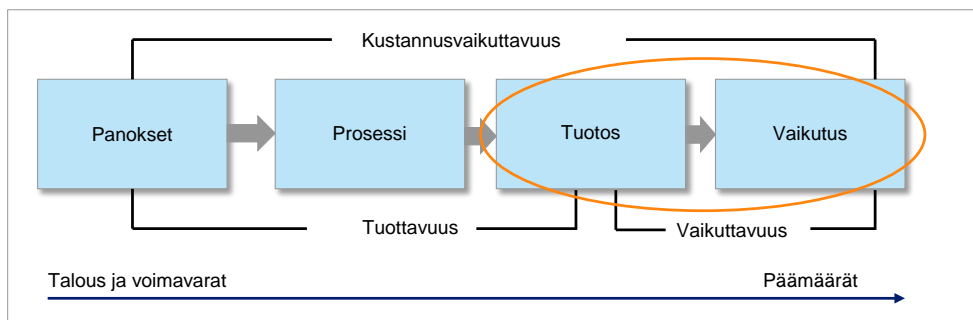 Kustannusvaikuttavuus
Panokset
Prosessi
Tuotos
Vaikutus
Tuottavuus
Vaikuttavuus
Talous ja voimavarat
Päämäärät